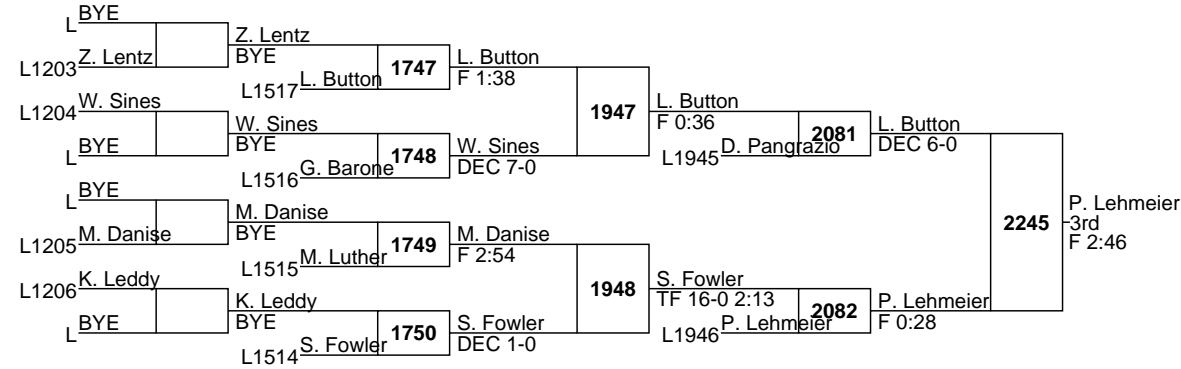 L BYE
L1203 Z. Lentz
Z. Lentz
BYE
L1517 L. Button
1747
L. Button
F 1:38
L1204 W. Sines
L BYE
W. Sines
BYE
L1516 G. Barone
1748
W. Sines
DEC 7-0
1947
L. Button
F 0:36
L1945 D. Pangrazio
2081
L. Button
DEC 6-0
L BYE
L1205 M. Danise
M. Danise
BYE
L1515 M. Luther
1749
M. Danise
F 2:54
L1206 K. Leddy
L BYE
K. Leddy
BYE
L1514 S. Fowler
1750
S. Fowler
DEC 1-0
1948
S. Fowler
TF 16-0 2:13
L1946 P. Lehmeier
2082
P. Lehmeier
F 0:28
2245
P. Lehmeier
3rd
F 2:46